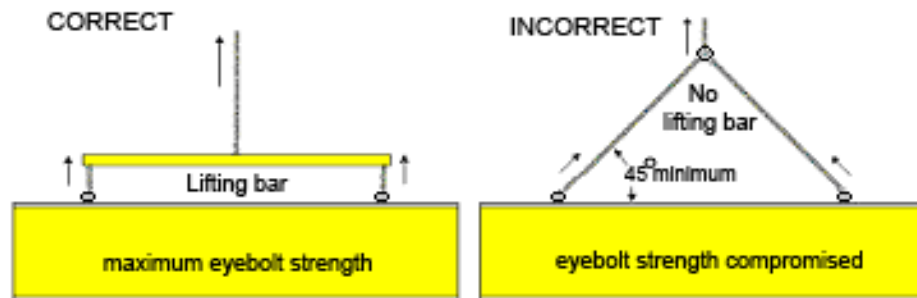 CORRECT
Lifting bar
maximum eyebolt strength
INCORRECT
No
lifting bar
45° minimum
eyebolt strength compromised